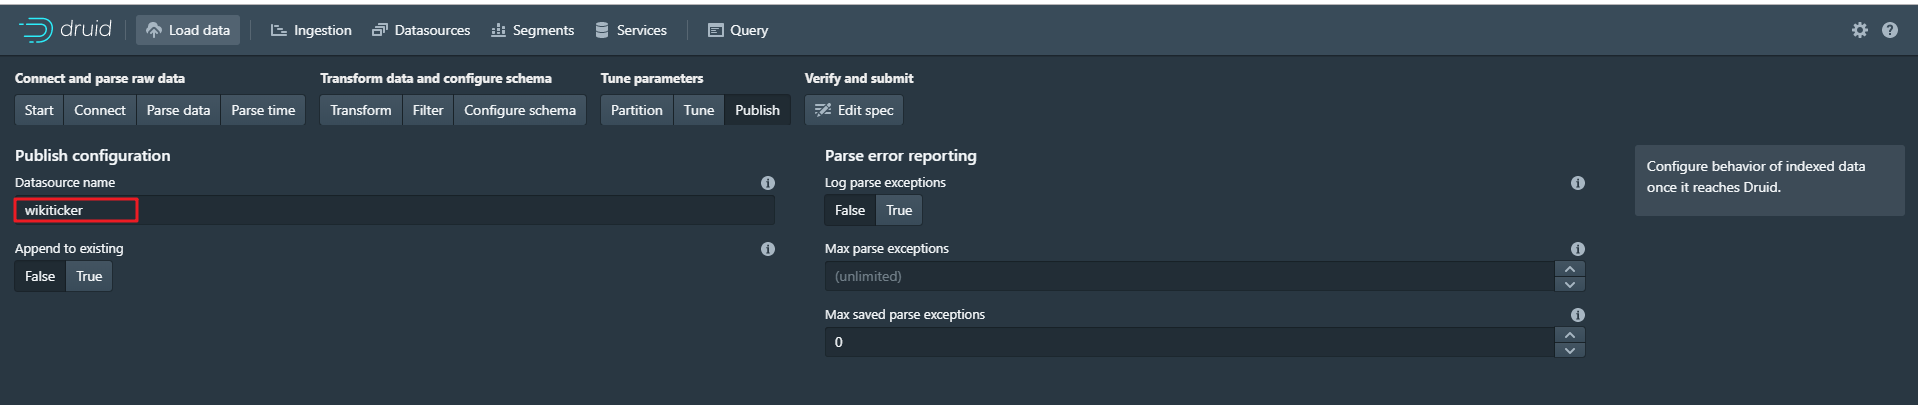 druid Load data Ingestion Datasources Segments Services Query
Connect and parse raw data Transform data and configure schema Tune parameters Verify and submit
Start Connect Parse data Parse time Transform Filter Configure schema Partition Tune Publish Edit spec
Publish configuration
Datasource name
wikiticker
Append to existing
False True
Parse error reporting
Log parse exceptions
False True
Max parse exceptions
(unlimited)
Max saved parse exceptions
0
Configure behavior of indexed data
once it reaches Druid.